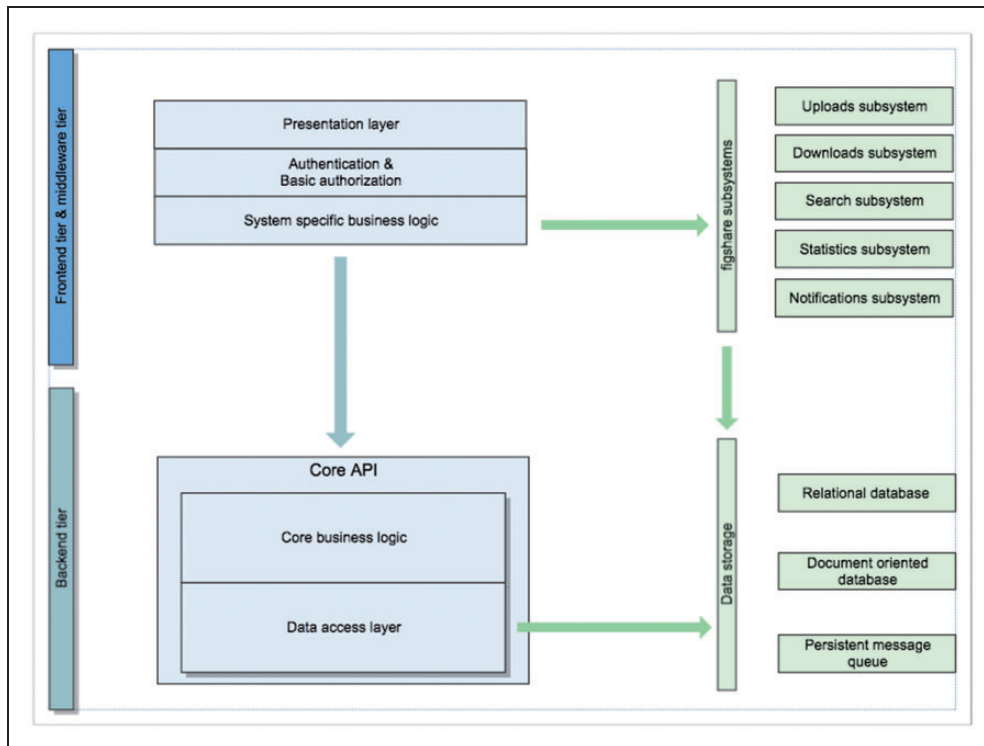 Frontend tier & middleware tier
Presentation layer
Authentication &
Basic authorization
System specific business logic
figshare subsystems
Uploads subsystem
Downloads subsystem
Search subsystem
Statistics subsystem
Notifications subsystem
Backend tier
Core API
Core business logic
Data access layer
Data storage
Relational database
Document oriented
database
Persistent message
queue